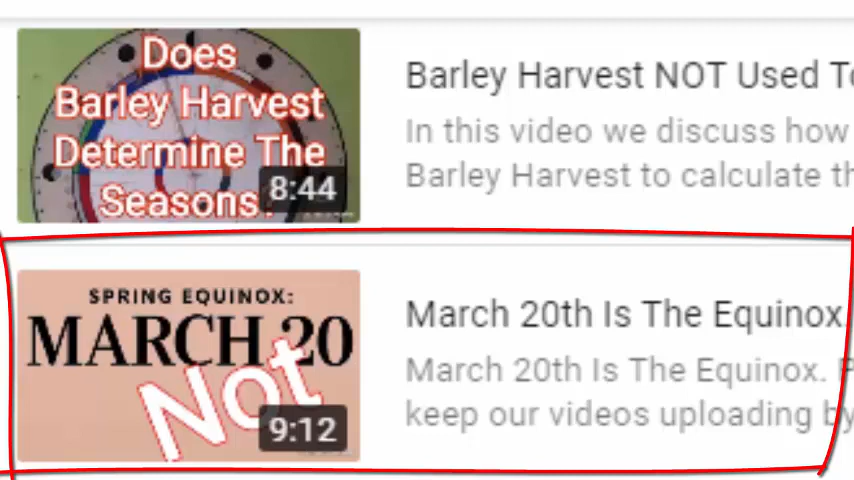 Does
Barley Harvest
Determine The
Seasons?
8:44
Barley Harvest NOT Used
In this video we discuss how
Barley Harvest to calculate
SPRING EQUINOX:
MARCH 20
Not
9:12
March 20th Is The Equinox
March 20th Is The Equinox.
keep our videos uploading by